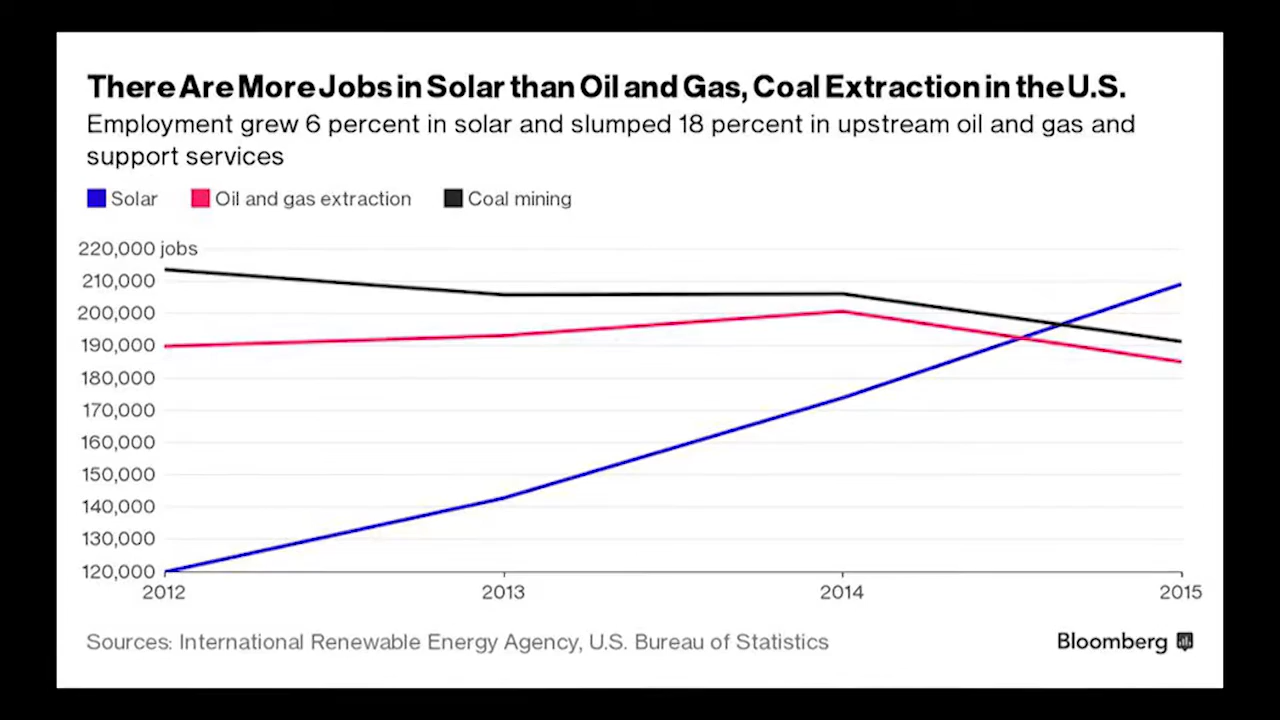 There Are More Jobs in Solar than Oil and Gas, Coal Extraction in the U.S.
Employment grew 6 percent in solar and slumped 18 percent in upstream oil and gas and
support services
Solar Oil and gas extraction Coal mining
220,000 jobs
210,000
200,000
190,000
180,000
170,000
160,000
150,000
140,000
130,000
120,000
2012 2013 2014 2015
Sources: International Renewable Energy Agency, U.S. Bureau of Statistics
Bloomberg